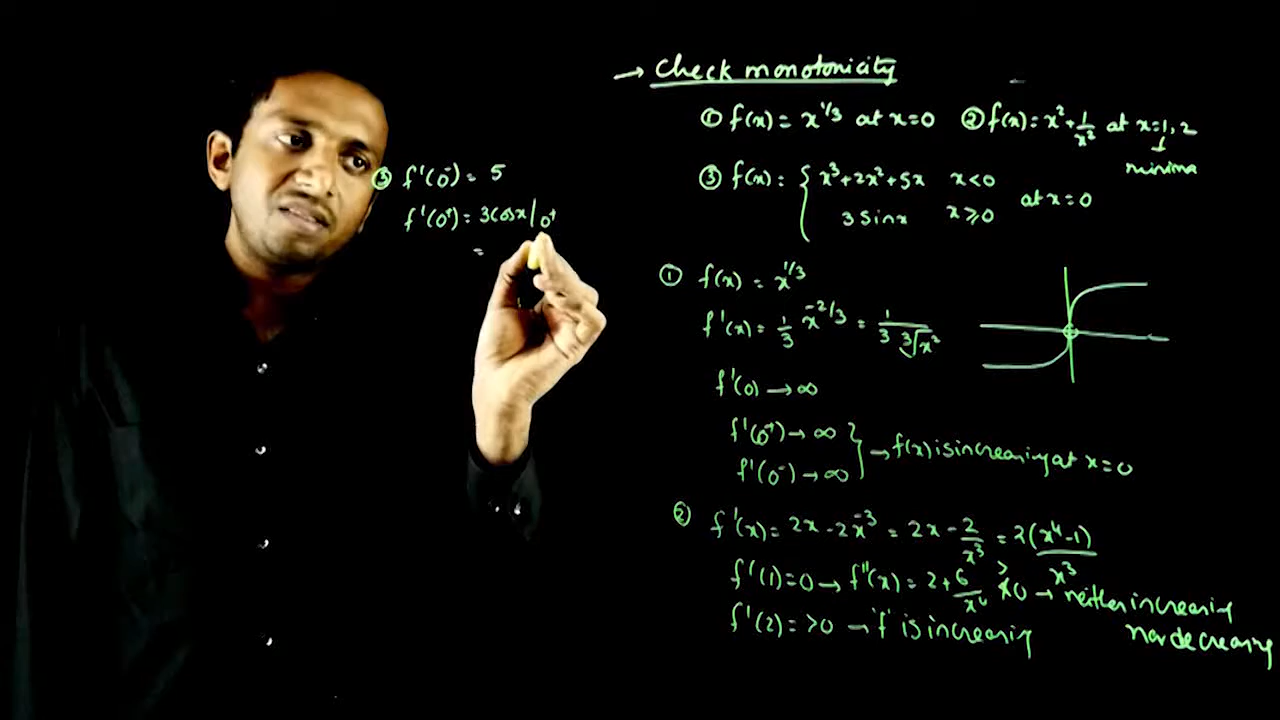 → Check monotonicity
① f(x) = x^{1/3} at x=0 ② f(x) = x² + 1/x² at x=1, 2
↓
minima
③ f(x) = { x³+2x²+5x x<0
3 Sinx x⩾0
at x=0
① f(x) = x^{1/3}
f'(x) = 1/3 x^{-2/3} = 1/(3 ∛x²)
f'(0) → ∞
f'(0⁺) → ∞
f'(0⁻) → ∞
} → f(x) is increasing at x=0
② f'(x) = 2x - 2x^{-3} = 2x - 2/x³ = 2(x⁴-1)/x³
f'(1)=0 → f''(x) = 2 + 6/x⁴ > 0 → neither increasing
nor decreasing
f'(2) = >0 → 'f' is increasing
③ f'(0⁻) = 5
f'(0⁺) = 3Cosx|0⁺
=